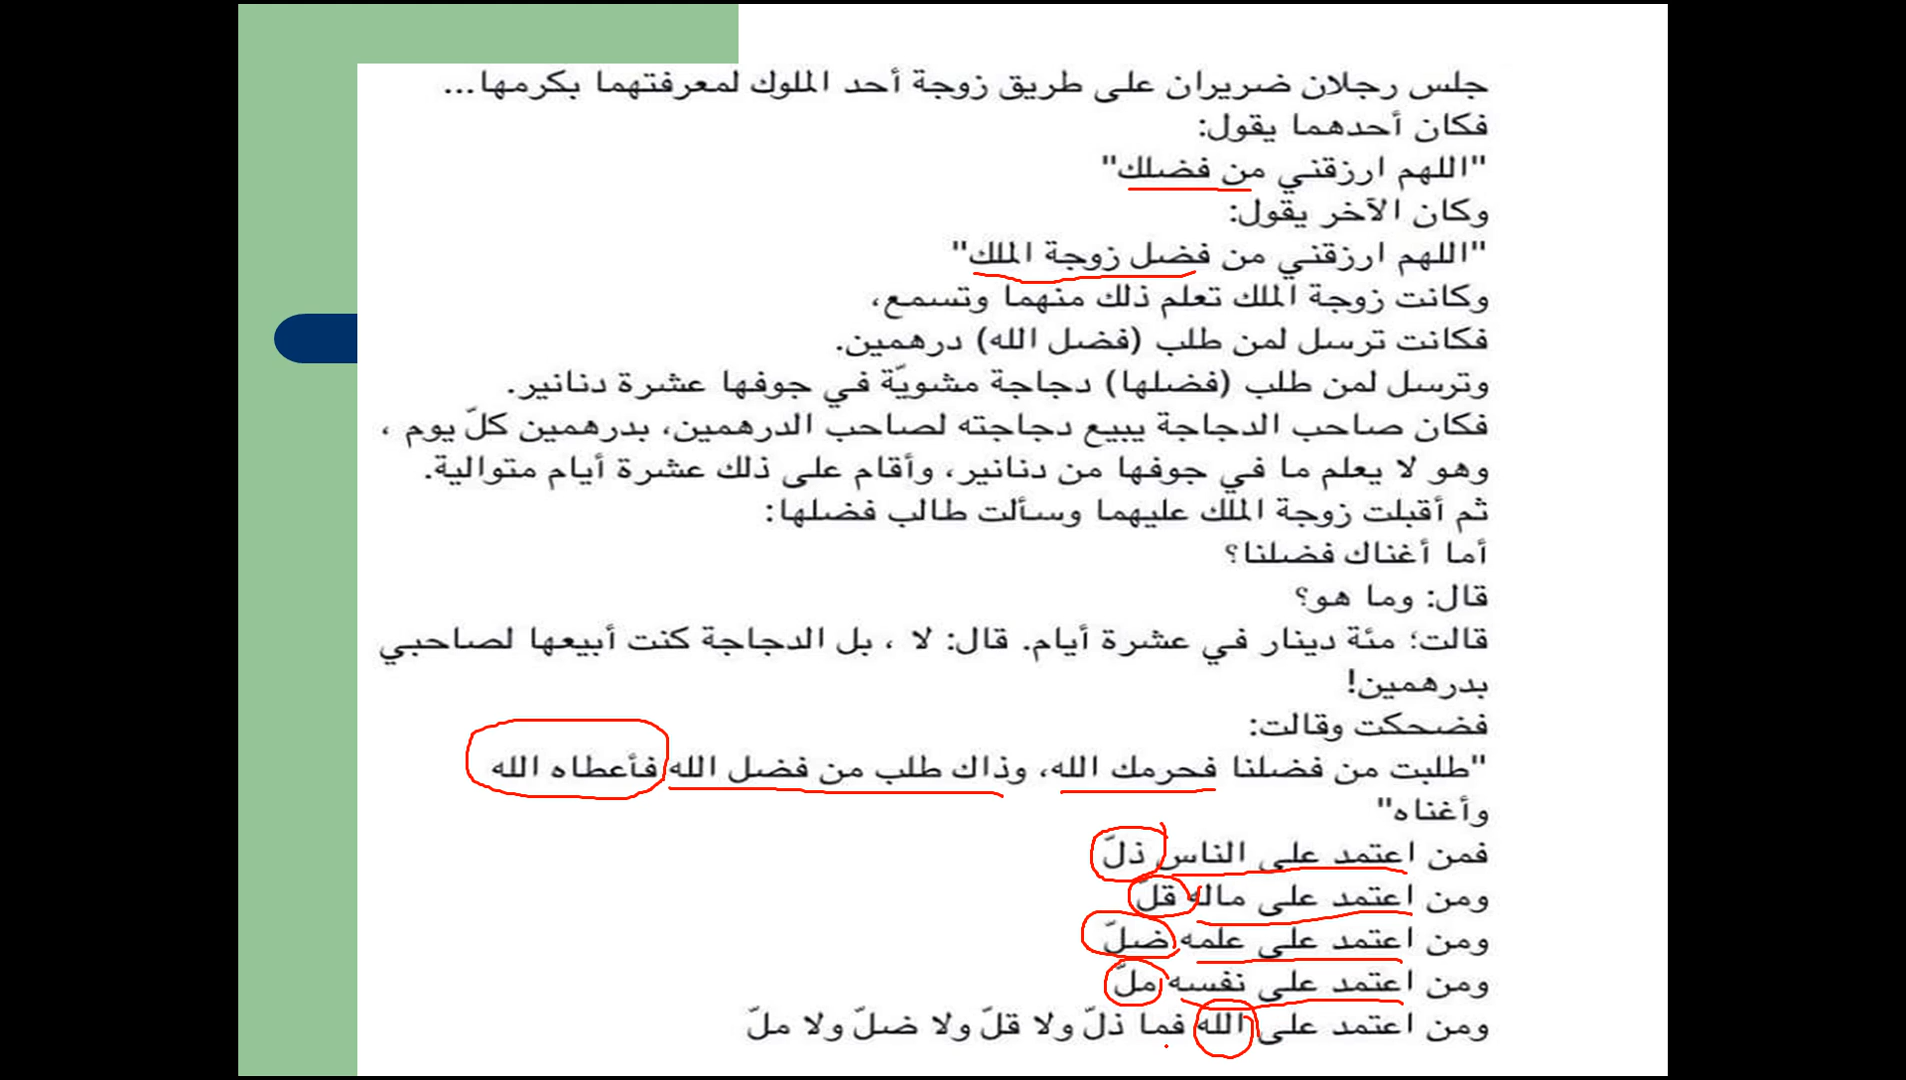 جلس رجلان ضريران على طريق زوجة أحد الملوك لمعرفتهما بكرمها...
فكان أحدهما يقول:
"اللهم ارزقني من فضلك"
وكان الآخر يقول:
"اللهم ارزقني من فضل زوجة الملك"
وكانت زوجة الملك تعلم ذلك منهما وتسمع،
فكانت ترسل لمن طلب (فضل الله) درهمين.
وترسل لمن طلب (فضلها) دجاجة مشويّة في جوفها عشرة دنانير.
فكان صاحب الدجاجة يبيع دجاجته لصاحب الدرهمين، بدرهمين كلّ يوم ،
وهو لا يعلم ما في جوفها من دنانير، وأقام على ذلك عشرة أيام متوالية.
ثم أقبلت زوجة الملك عليهما وسألت طالب فضلها:
أما أغناك فضلنا؟
قال: وما هو؟
قالت؛ مئة دينار في عشرة أيام. قال: لا ، بل الدجاجة كنت أبيعها لصاحبي
بدرهمين!
فضحكت وقالت:
"طلبت من فضلنا فحرمك الله، وذاك طلب من فضل الله فأعطاه الله
وأغناه"
فمن اعتمد على الناس ذلّ
ومن اعتمد على ماله قلّ
ومن اعتمد على علمه ضلّ
ومن اعتمد على نفسه ملّ
ومن اعتمد على الله فما ذلّ ولا قلّ ولا ضلّ ولا ملّ